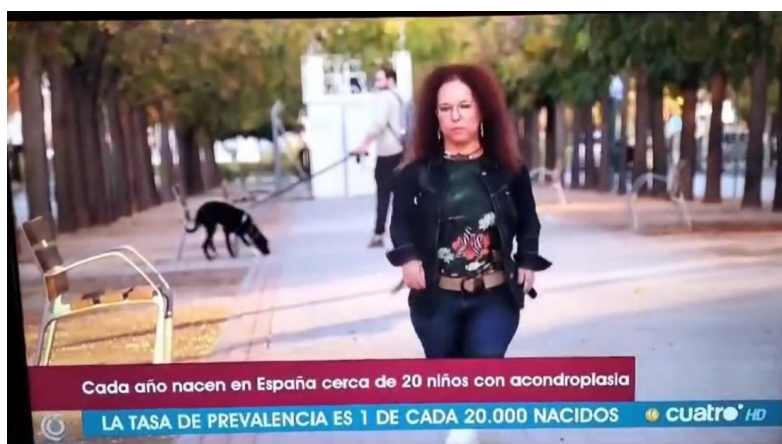 Cada año nacen en España cerca de 20 niños con acondroplasia
LA TASA DE PREVALENCIA ES 1 DE CADA 20.000 NACIDOS 16 cuatro HD